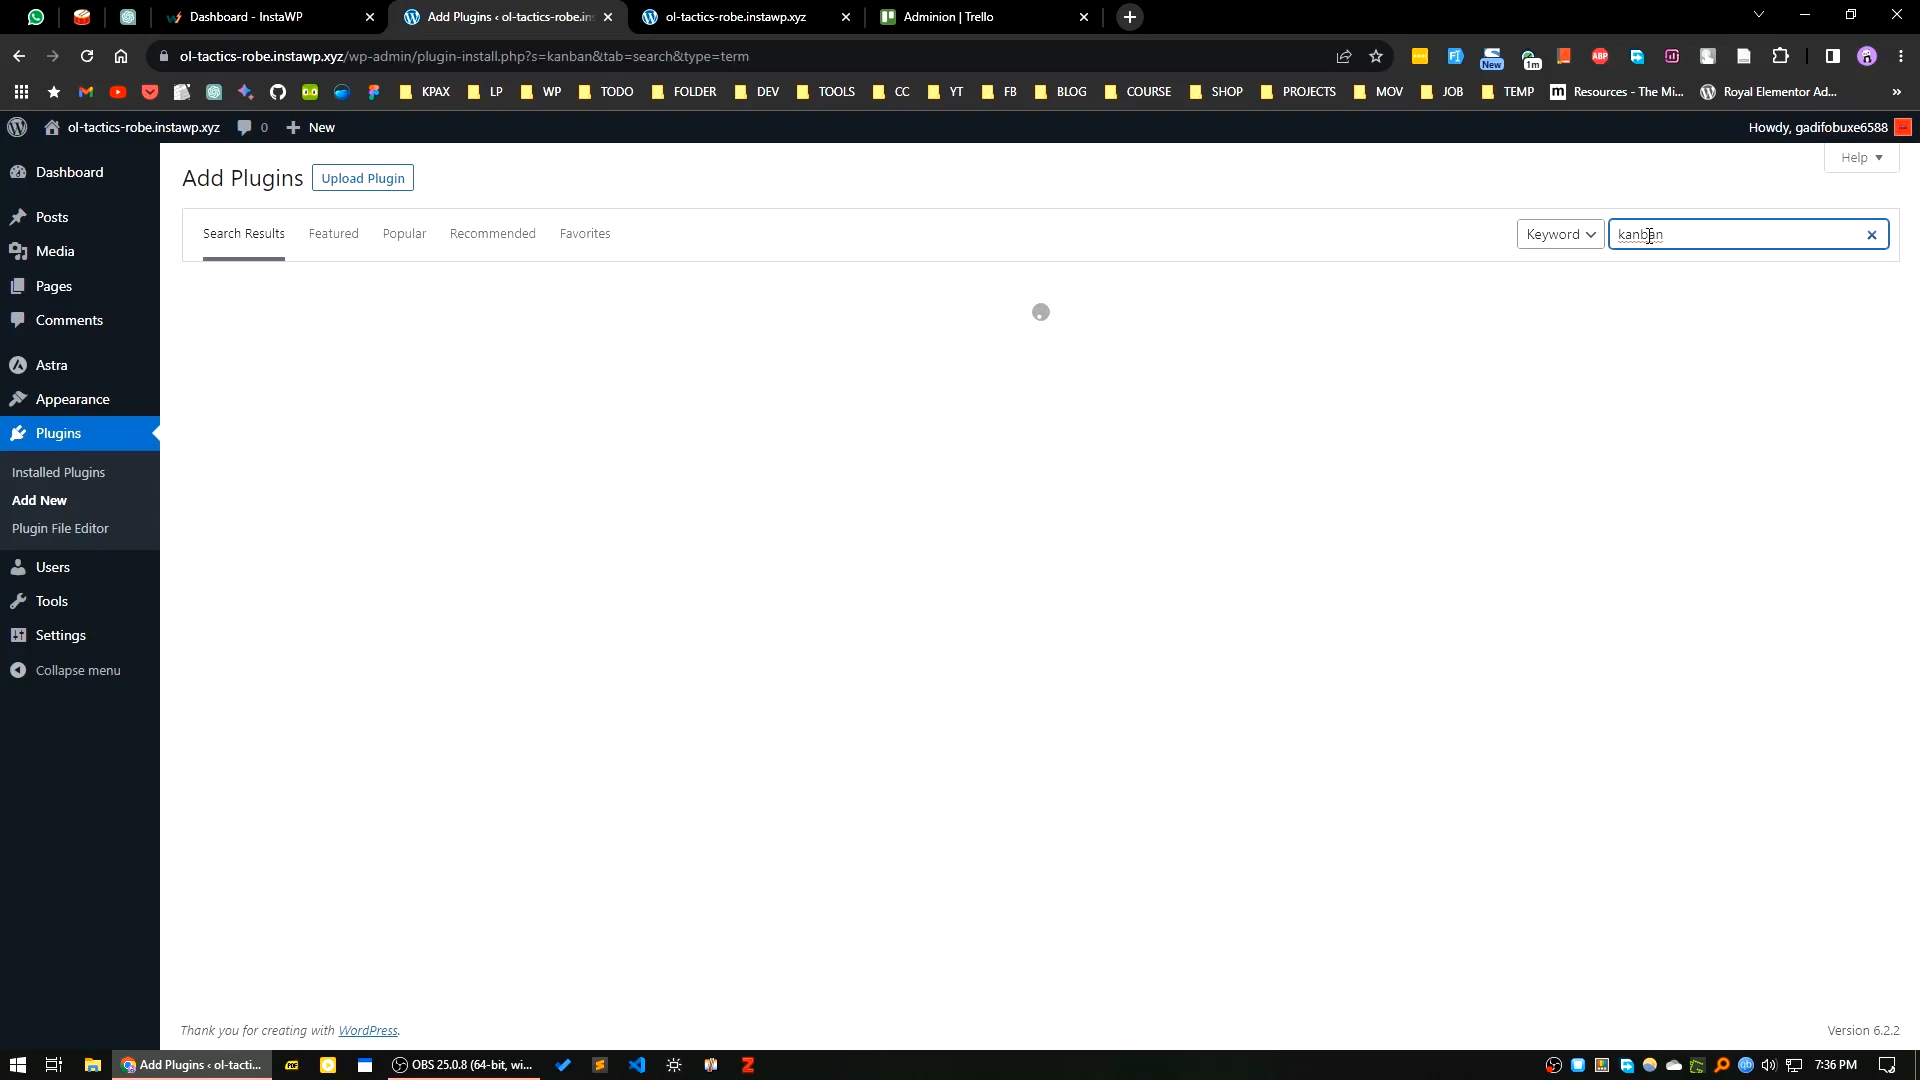 Dashboard - InstaWP
Add Plugins ‹ ol-tactics-robe.ins
ol-tactics-robe.instawp.xyz
Adminion | Trello
ol-tactics-robe.instawp.xyz/wp-admin/plugin-install.php?s=kanban&tab=search&type=term
New
1m
ABP
KPAX
LP
WP
TODO
FOLDER
DEV
TOOLS
CC
YT
FB
BLOG
COURSE
SHOP
PROJECTS
MOV
JOB
TEMP
Resources - The Mi...
Royal Elementor Ad...
»
ol-tactics-robe.instawp.xyz
0
New
Howdy, gadifobuxe6588
Dashboard
Posts
Media
Pages
Comments
Astra
Appearance
Plugins
Installed Plugins
Add New
Plugin File Editor
Users
Tools
Settings
Collapse menu
Help
Add Plugins
Upload Plugin
Search Results
Featured
Popular
Recommended
Favorites
Keyword
kanban
Thank you for creating with WordPress.
Version 6.2.2
Add Plugins ‹ ol-tacti...
OBS 25.0.8 (64-bit, wi...
7:36 PM